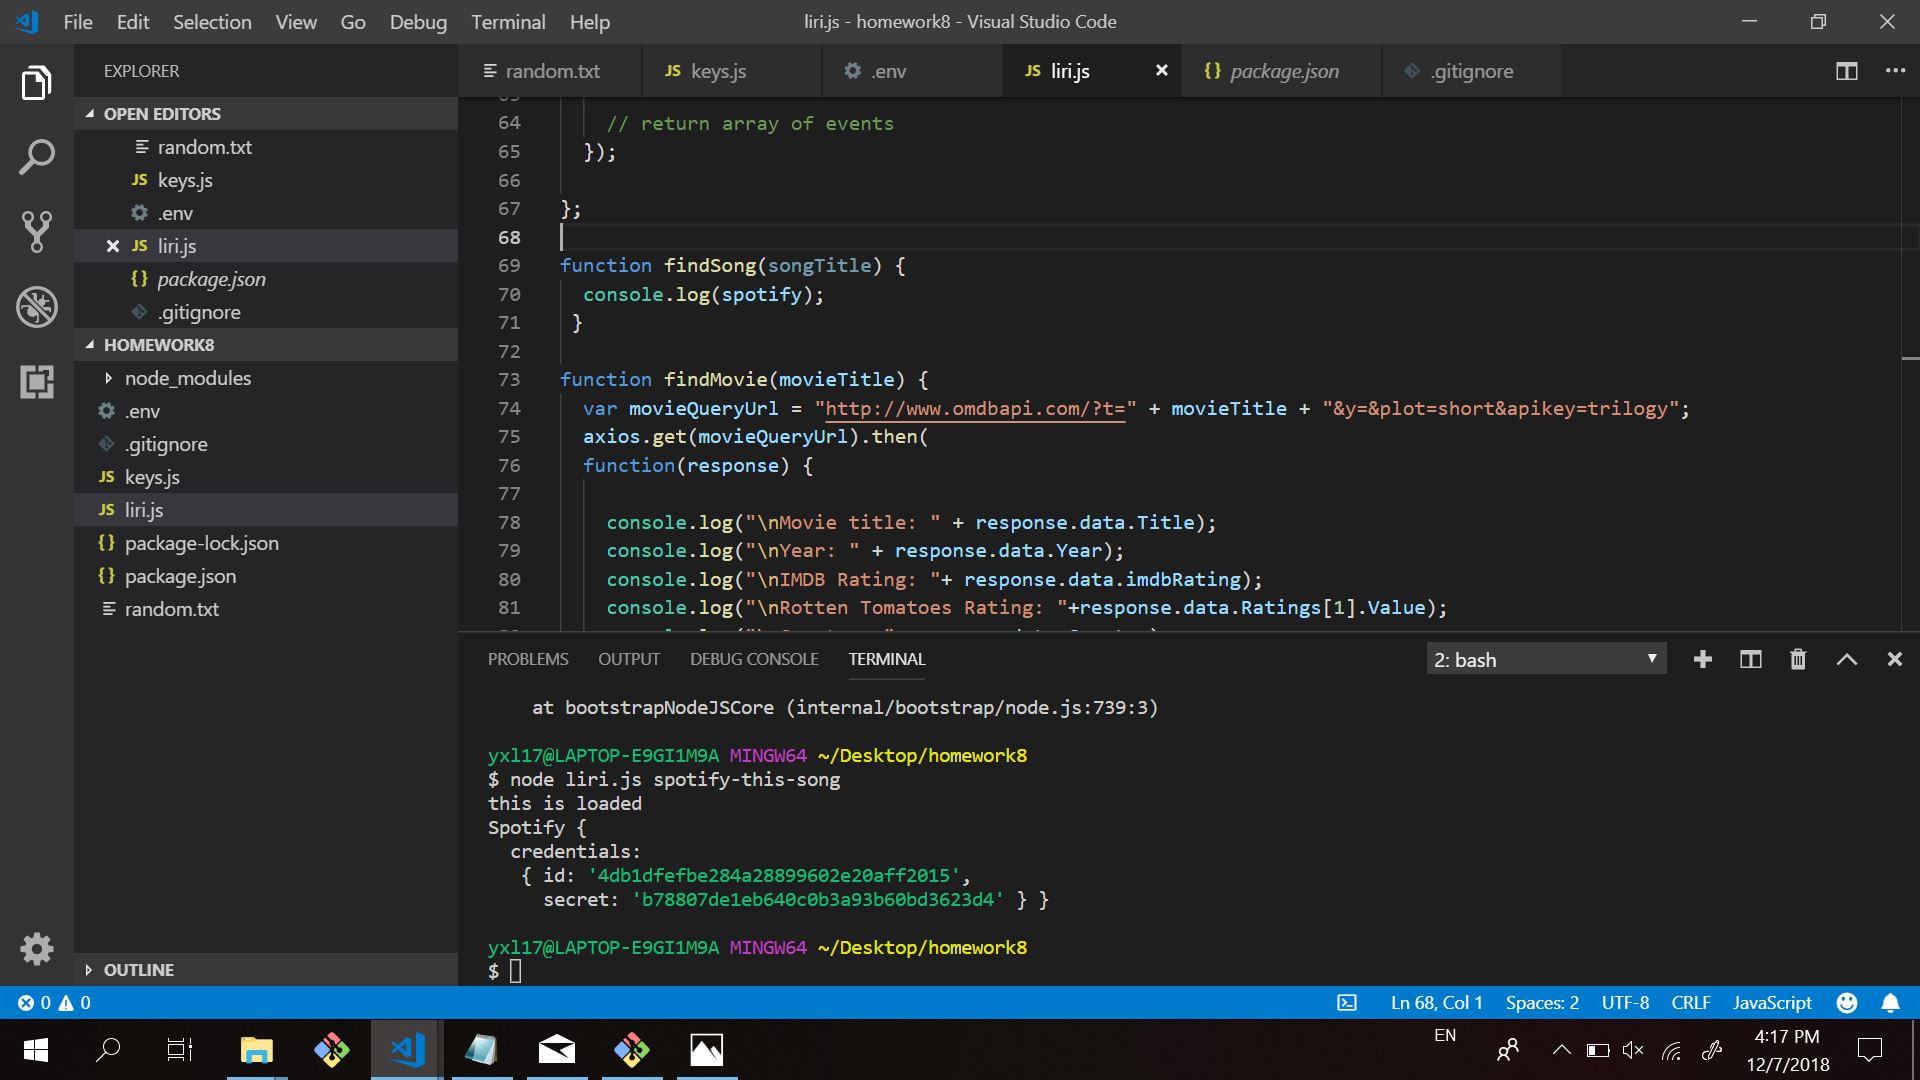 File Edit Selection View Go Debug Terminal Help
liri.js - homework8 - Visual Studio Code
EXPLORER
OPEN EDITORS
random.txt
JS keys.js
.env
JS liri.js
{} package.json
.gitignore
HOMEWORK8
node_modules
.env
.gitignore
JS keys.js
JS liri.js
{} package-lock.json
{} package.json
random.txt
OUTLINE
random.txt
JS keys.js
.env
JS liri.js
{} package.json
.gitignore
64 // return array of events
65 });
66
67 };
68
69 function findSong(songTitle) {
70 console.log(spotify);
71 }
72
73 function findMovie(movieTitle) {
74 var movieQueryUrl = "http://www.omdbapi.com/?t=" + movieTitle + "&y=&plot=short&apikey=trilogy";
75 axios.get(movieQueryUrl).then(
76 function(response) {
77
78 console.log("\nMovie title: " + response.data.Title);
79 console.log("\nYear: " + response.data.Year);
80 console.log("\nIMDB Rating: "+ response.data.imdbRating);
81 console.log("\nRotten Tomatoes Rating: "+response.data.Ratings[1].Value);
PROBLEMS OUTPUT DEBUG CONSOLE TERMINAL
2: bash
at bootstrapNodeJSCore (internal/bootstrap/node.js:739:3)
yxl17@LAPTOP-E9GI1M9A MINGW64 ~/Desktop/homework8
$ node liri.js spotify-this-song
this is loaded
Spotify {
credentials:
{ id: '4db1dfefbe284a28899602e20aff2015',
secret: 'b78807de1eb640c0b3a93b60bd3623d4' } }
yxl17@LAPTOP-E9GI1M9A MINGW64 ~/Desktop/homework8
$
0 0
Ln 68, Col 1 Spaces: 2 UTF-8 CRLF JavaScript
EN
4:17 PM
12/7/2018